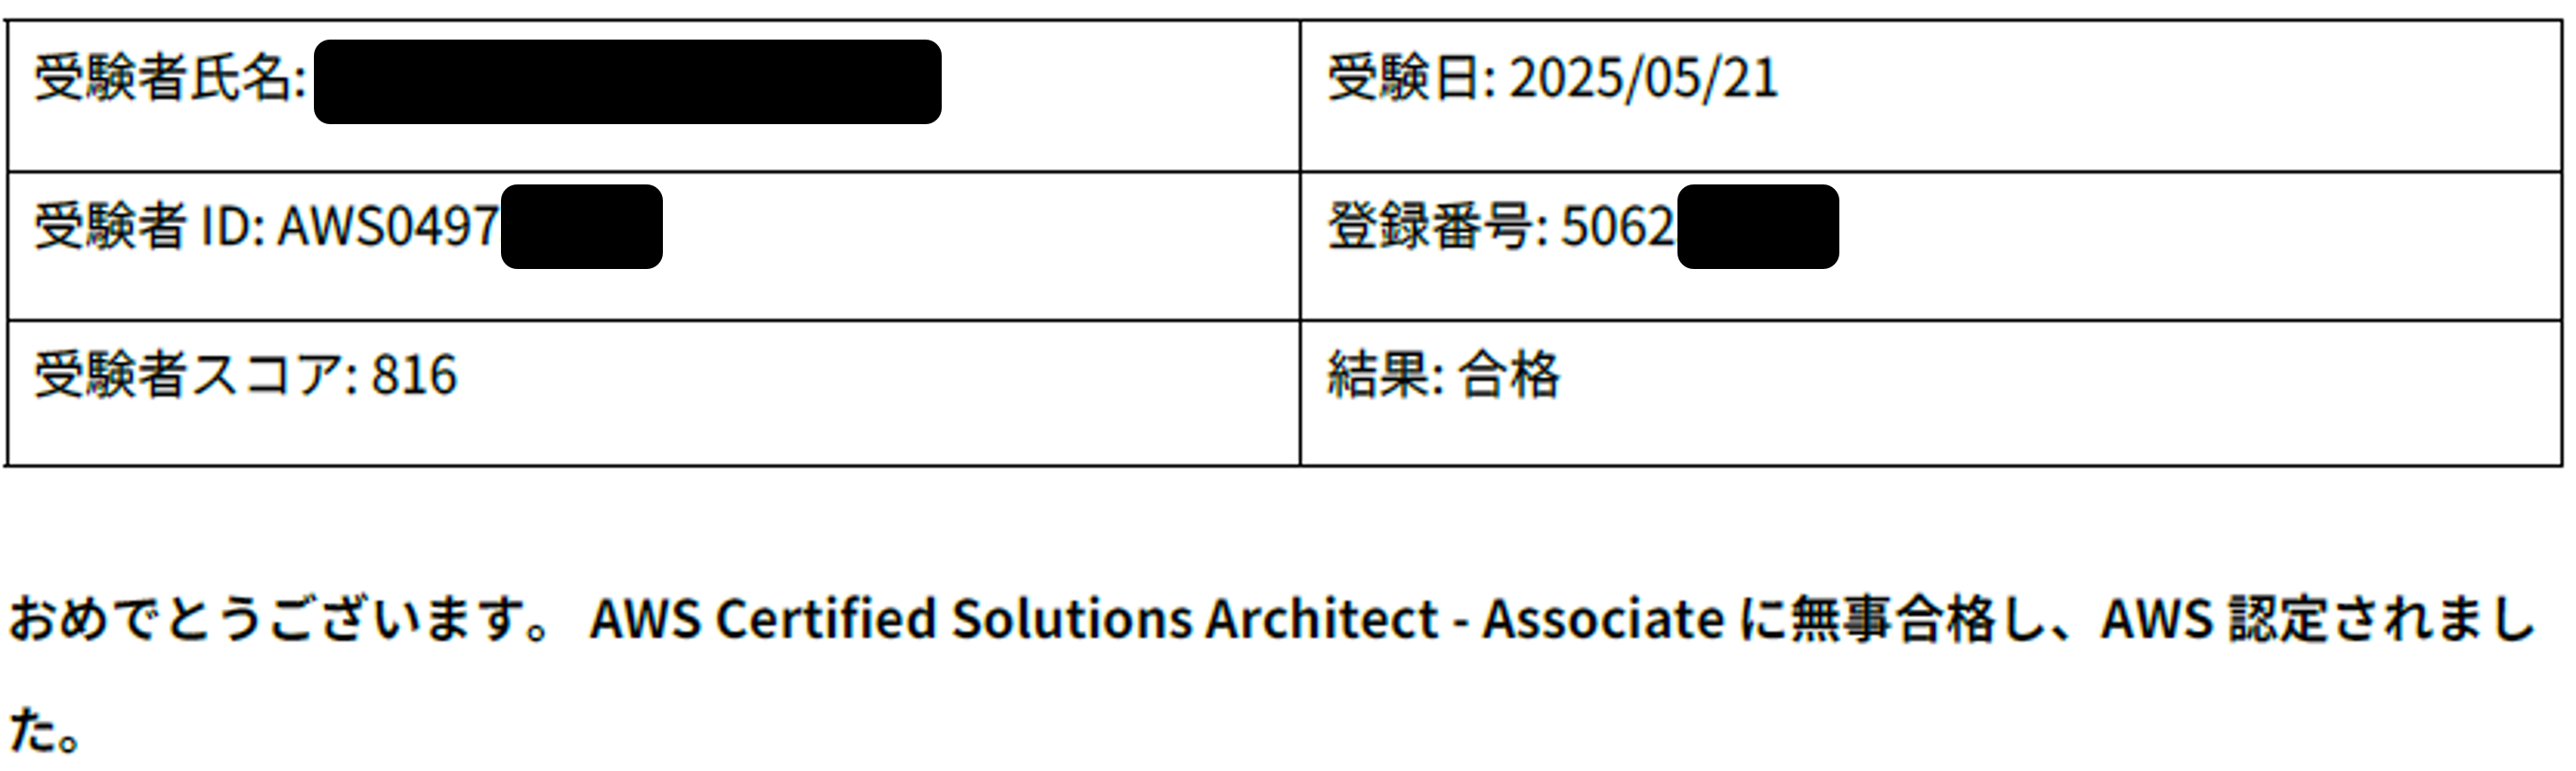 受験者氏名:
受験日: 2025/05/21
受験者 ID: AWS0497
登録番号: 5062
受験者スコア: 816
結果: 合格
おめでとうございます。 AWS Certified Solutions Architect - Associate に無事合格し、AWS 認定されまし
た。